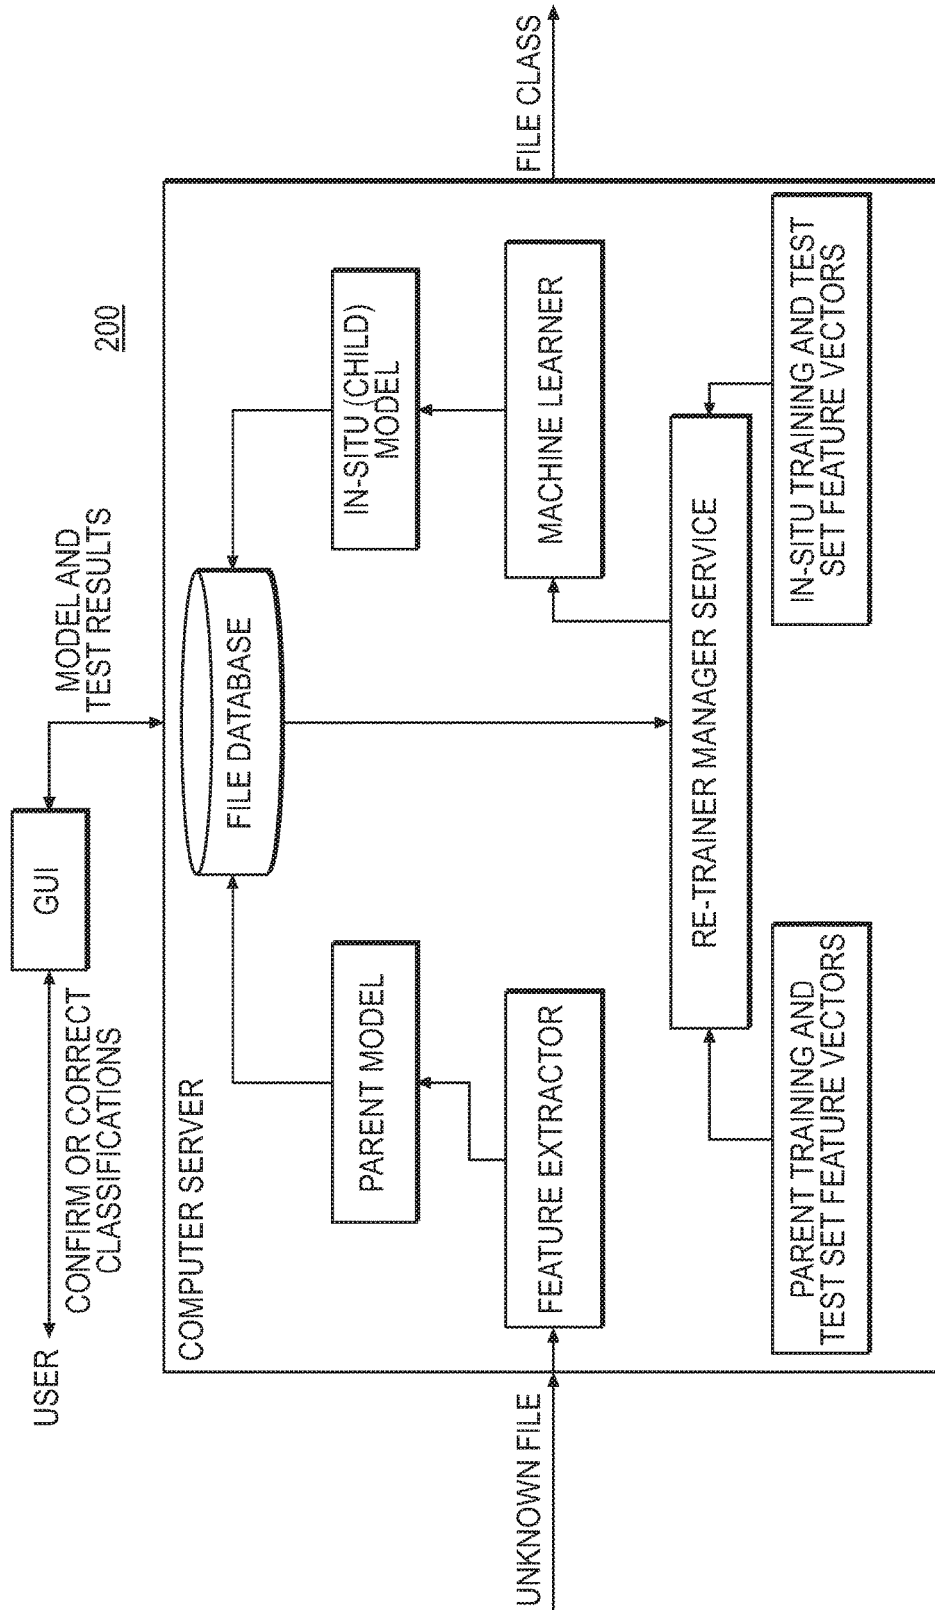 200
USER
CONFIRM OR CORRECT
CLASSIFICATIONS
GUI
MODEL AND
TEST RESULTS
COMPUTER SERVER
FILE DATABASE
PARENT MODEL
IN-SITU (CHILD)
MODEL
UNKNOWN FILE
FEATURE EXTRACTOR
MACHINE LEARNER
FILE CLASS
RE-TRAINER MANAGER SERVICE
PARENT TRAINING AND
TEST SET FEATURE VECTORS
IN-SITU TRAINING AND TEST
SET FEATURE VECTORS